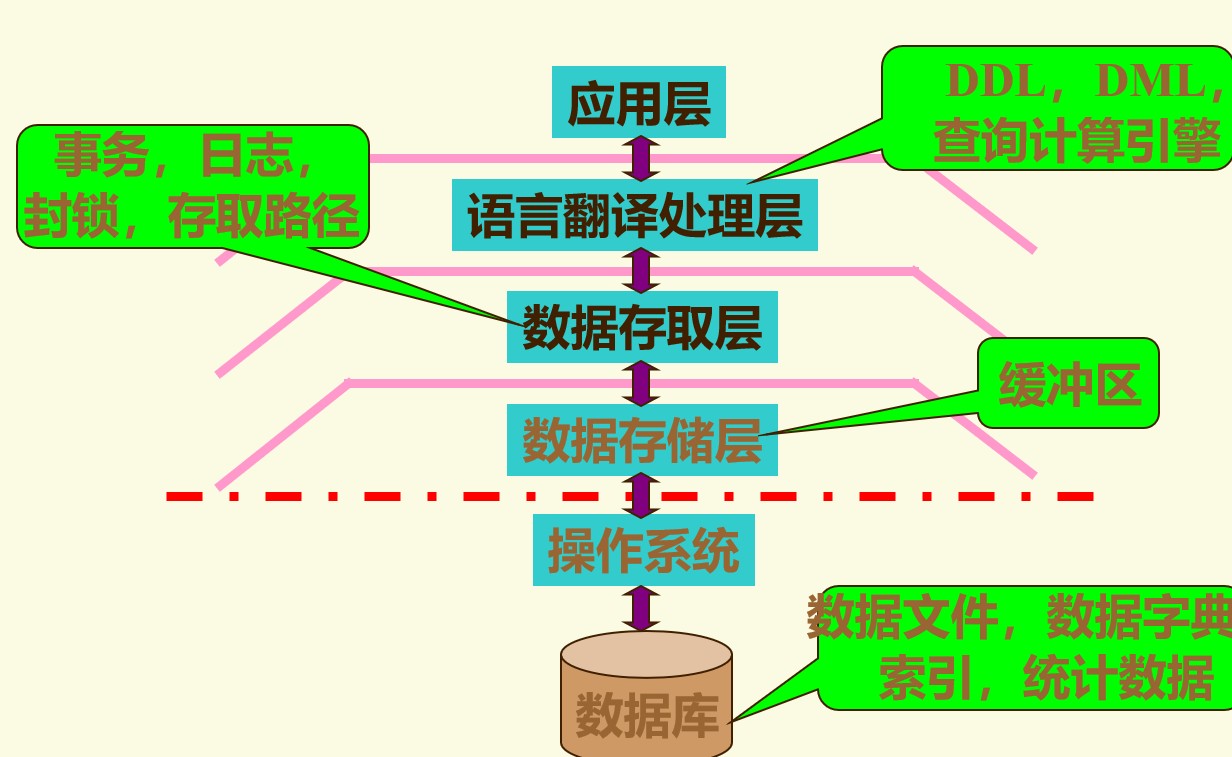 应用层
DDL，DML，
查询计算引擎
事务，日志，
封锁，存取路径
语言翻译处理层
数据存取层
缓冲区
数据存储层
操作系统
数据文件，数据字典
索引，统计数据
数据库